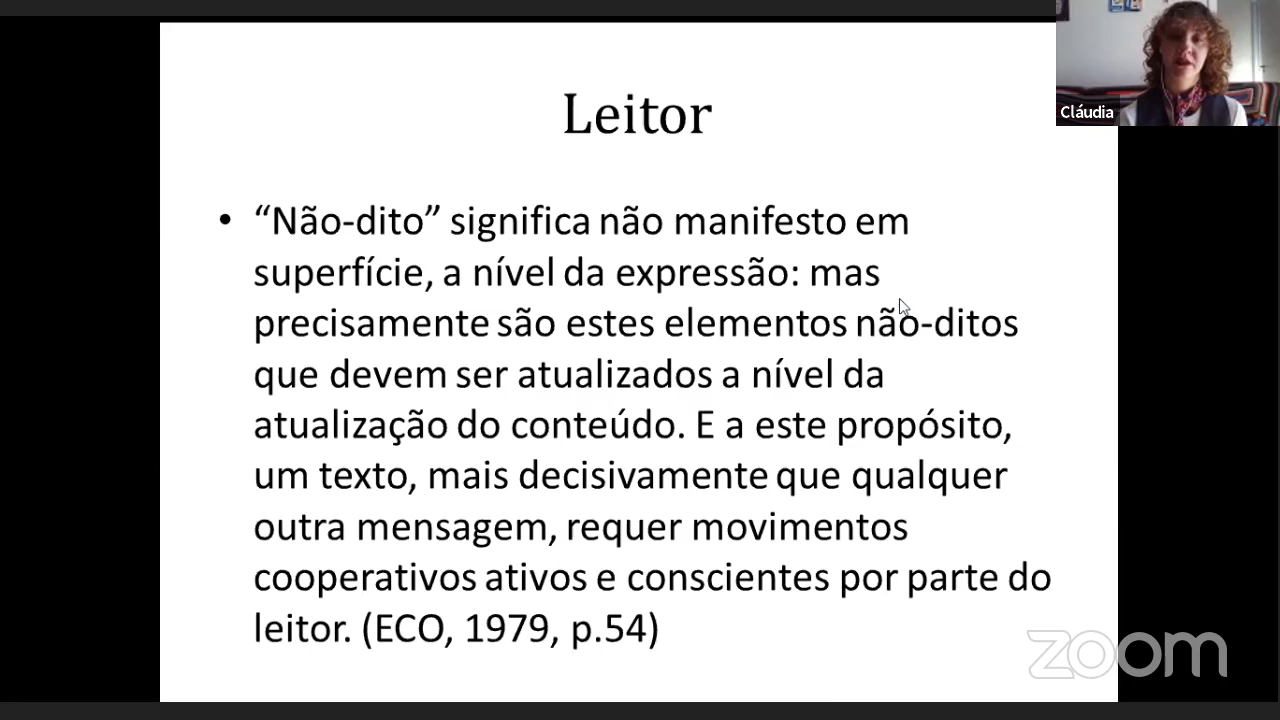 Leitor
Cláudia
• “Não-dito” significa não manifesto em
superfície, a nível da expressão: mas
precisamente são estes elementos não-ditos
que devem ser atualizados a nível da
atualização do conteúdo. E a este propósito,
um texto, mais decisivamente que qualquer
outra mensagem, requer movimentos
cooperativos ativos e conscientes por parte do
leitor. (ECO, 1979, p.54)
zoom